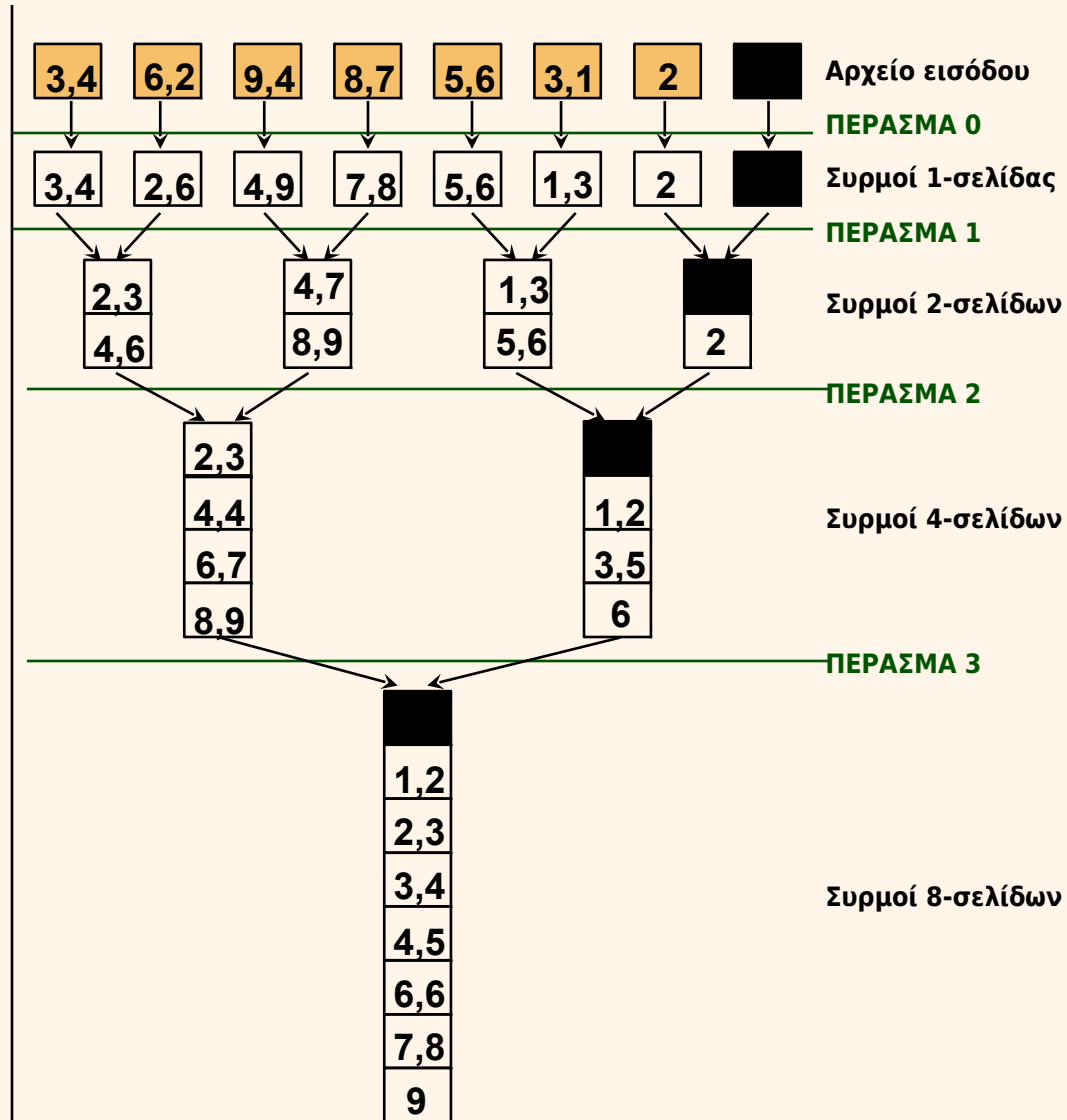 3,4 6,2 9,4 8,7 5,6 3,1 2 Αρχείο εισόδου
ΠΕΡΑΣΜΑ 0
3,4 2,6 4,9 7,8 5,6 1,3 2 Συρμοί 1-σελίδας
ΠΕΡΑΣΜΑ 1
2,3 4,7 1,3 Συρμοί 2-σελίδων
4,6 8,9 5,6 2
ΠΕΡΑΣΜΑ 2
2,3
4,4 1,2 Συρμοί 4-σελίδων
6,7 3,5
8,9 6
ΠΕΡΑΣΜΑ 3
1,2
2,3
3,4 Συρμοί 8-σελίδων
4,5
6,6
7,8
9